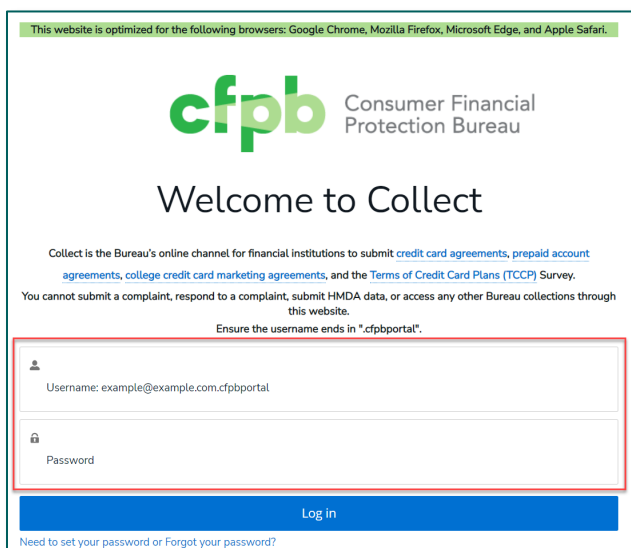 This website is optimized for the following browsers: Google Chrome, Mozilla Firefox, Microsoft Edge, and Apple Safari.
cfpb
Consumer Financial
Protection Bureau
Welcome to Collect
Collect is the Bureau's online channel for financial institutions to submit credit card agreements, prepaid account
agreements, college credit card marketing agreements, and the Terms of Credit Card Plans (TCCP) Survey.
You cannot submit a complaint, respond to a complaint, submit HMDA data, or access any other Bureau collections through
this website.
Ensure the username ends in ".cfpbportal".
Username: example@example.com.cfpbportal
Password
Log in
Need to set your password or Forgot your password?